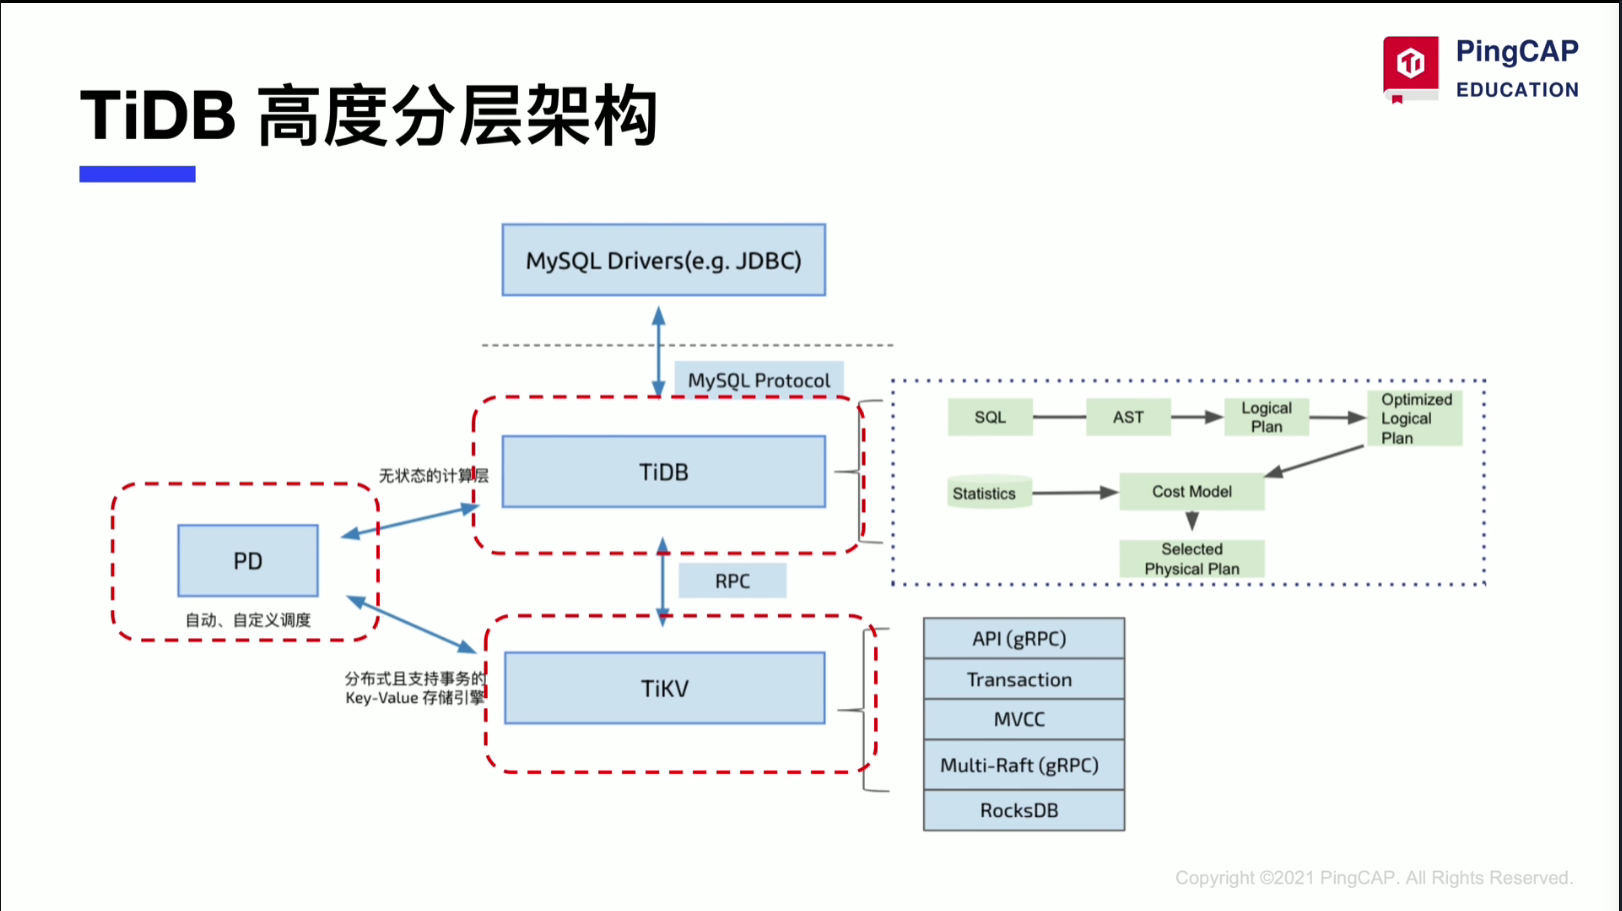 PingCAP
EDUCATION
TiDB 高度分层架构
MySQL Drivers(e.g. JDBC)
MySQL Protocol
无状态的计算层
TiDB
PD
自动、自定义调度
RPC
分布式且支持事务的
Key-Value 存储引擎
TiKV
SQL
AST
Logical
Plan
Optimized
Logical
Plan
Statistics
Cost Model
Selected
Physical Plan
API (gRPC)
Transaction
MVCC
Multi-Raft (gRPC)
RocksDB
Copyright ©2021 PingCAP. All Rights Reserved.